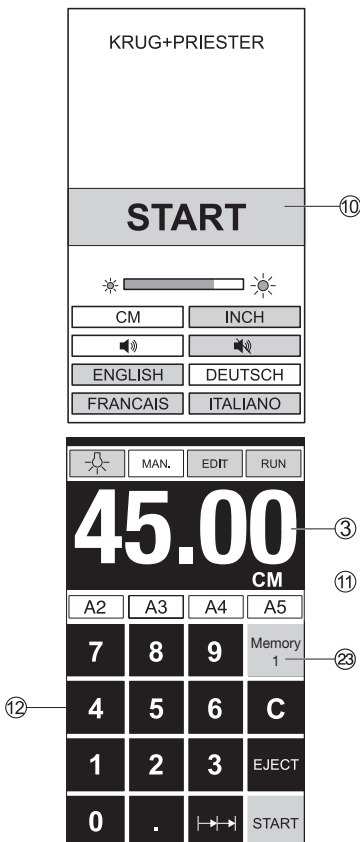 KRUG+PRIESTER
START ⑩
CM INCH
ENGLISH DEUTSCH
FRANCAIS ITALIANO
MAN. EDIT RUN
45.00 ③
CM ⑪
A2 A3 A4 A5
7 8 9 Memory
1 ㉓
⑫ 4 5 6 C
1 2 3 EJECT
0 . START